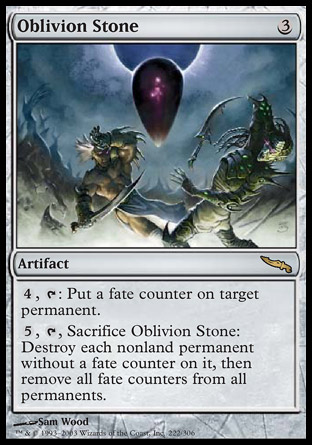 Oblivion Stone 3
Artifact
4, : Put a fate counter on target
permanent.
5, , Sacrifice Oblivion Stone:
Destroy each nonland permanent
without a fate counter on it, then
remove all fate counters from all
permanents.
Sam Wood
™ & © 1993–2003 Wizards of the Coast, Inc. 222/306